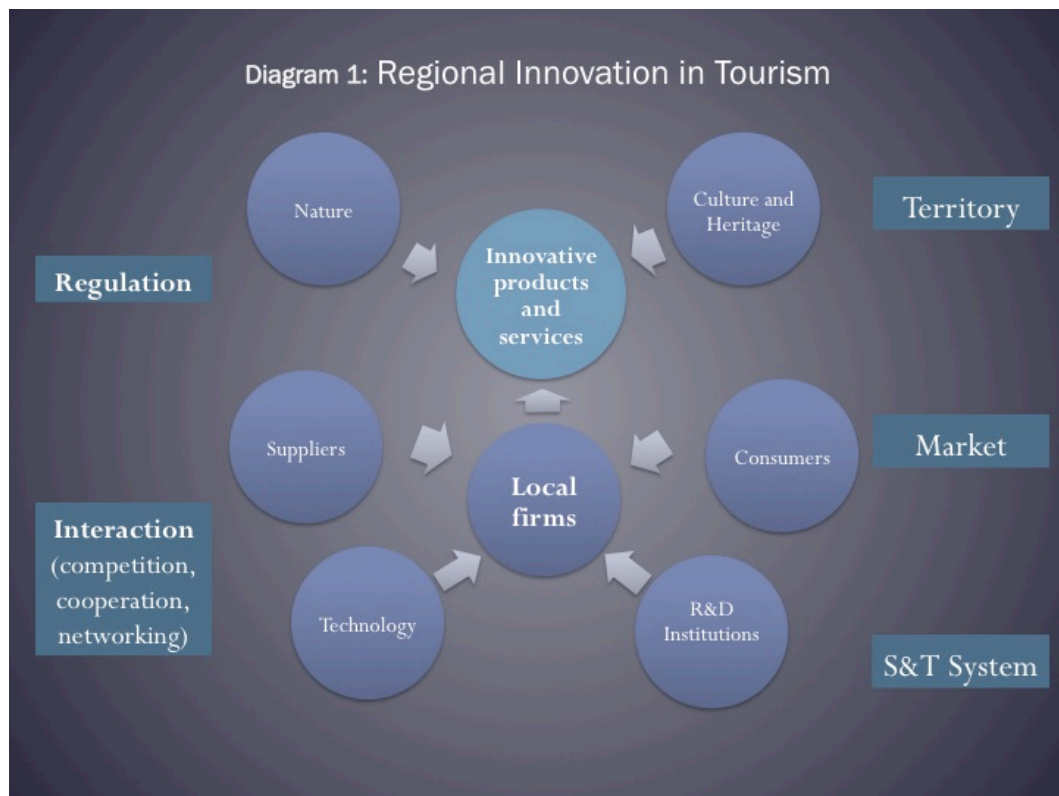 Diagram 1: Regional Innovation in Tourism
Nature
Culture and
Heritage
Territory
Innovative
products
and
services
Regulation
Suppliers
Consumers
Market
Local
firms
Interaction
(competition,
cooperation,
networking)
Technology
R&D
Institutions
S&T System